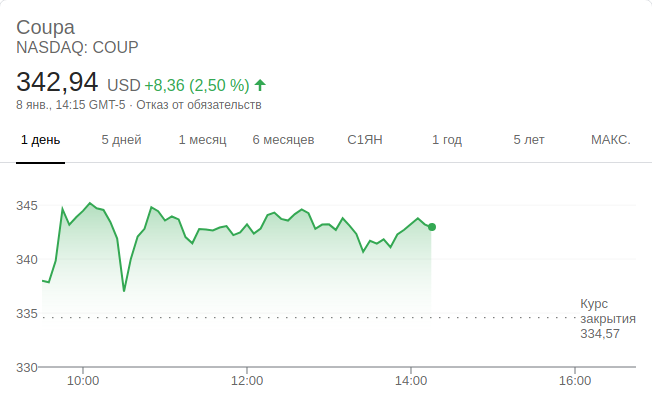 Coupa
NASDAQ: COUP
342,94 USD +8,36 (2,50 %)
8 янв., 14:15 GMT-5 · Отказ от обязательств
1 день 5 дней 1 месяц 6 месяцев С1ЯН 1 год 5 лет МАКС.
345
340
335
330
Курс
закрытия
334,57
10:00 12:00 14:00 16:00